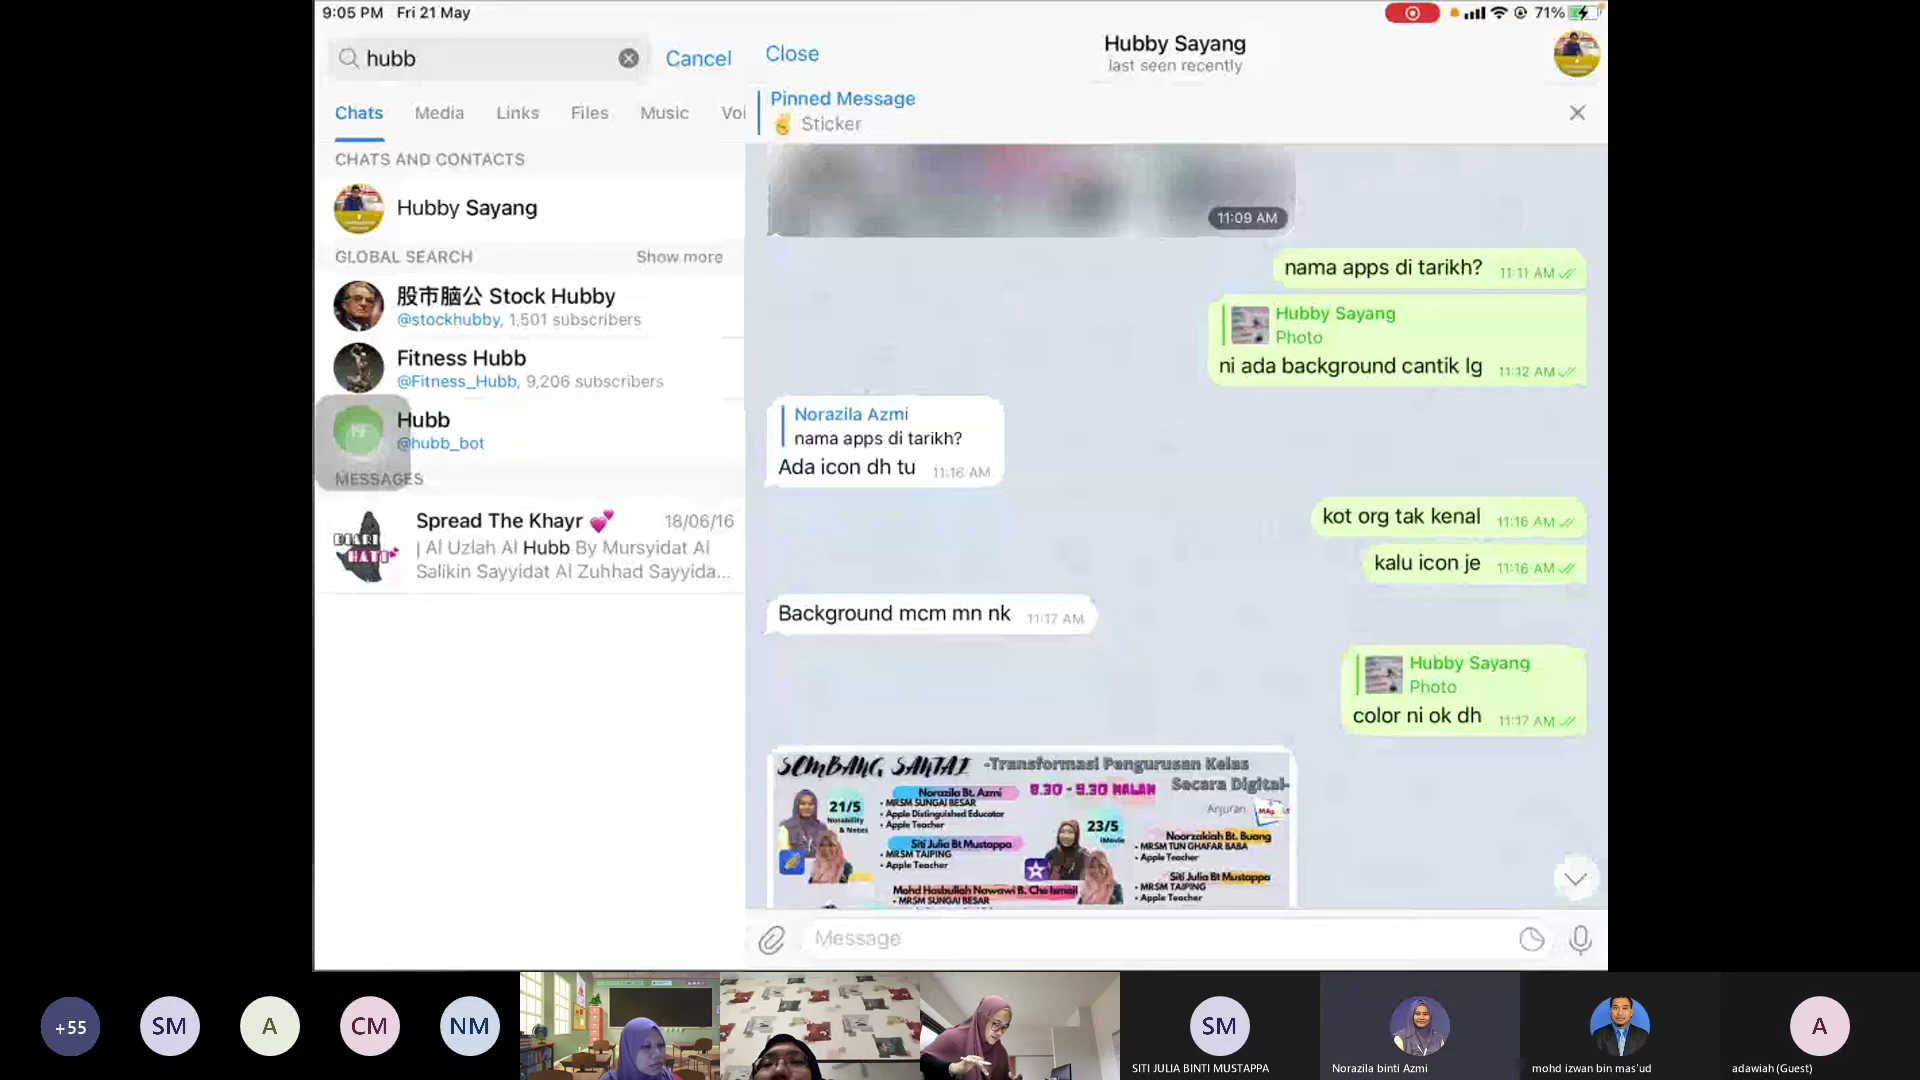 9:05 PM Fri 21 May
71%
hubb
Cancel
Chats Media Links Files Music Voi
CHATS AND CONTACTS
Hubby Sayang
GLOBAL SEARCH Show more
股市脑公 Stock Hubby
@stockhubby, 1,501 subscribers
Fitness Hubb
@Fitness_Hubb, 9,206 subscribers
Hubb
@hubb_bot
MESSAGES
Spread The Khayr 💕 18/06/16
| Al Uzlah Al Hubb By Mursyidat Al
Salikin Sayyidat Al Zuhhad Sayyida...
Close
Hubby Sayang
last seen recently
Pinned Message
✌ Sticker
11:09 AM
nama apps di tarikh? 11:11 AM
Hubby Sayang
Photo
ni ada background cantik lg 11:12 AM
Norazila Azmi
nama apps di tarikh?
Ada icon dh tu 11:16 AM
kot org tak kenal 11:16 AM
kalu icon je 11:16 AM
Background mcm mn nk 11:17 AM
Hubby Sayang
Photo
color ni ok dh 11:17 AM
SEMBANG SANTAI -Transformasi Pengurusan Kelas
Secara Digital-
8.30 - 9.30 MALAM
Anjuran
21/5
Notability
& Notes
Norazila Bt. Azmi
• MRSM SUNGAI BESAR
• Apple Distinguished Educator
• Apple Teacher
Siti Julia Bt Mustappa
• MRSM TAIPING
• Apple Teacher
23/5
iMovie
Noorzakiah Bt. Buang
• MRSM TUN GHAFAR BABA
• Apple Teacher
Siti Julia Bt Mustappa
• MRSM TAIPING
• Apple Teacher
Mohd Hasbullah Nawawi B. Che Ismail
• MRSM SUNGAI BESAR
Message
+55
SM
A
CM
NM
SM
SITI JULIA BINTI MUSTAPPA
Norazila binti Azmi
mohd izwan bin mas'ud
A
adawiah (Guest)